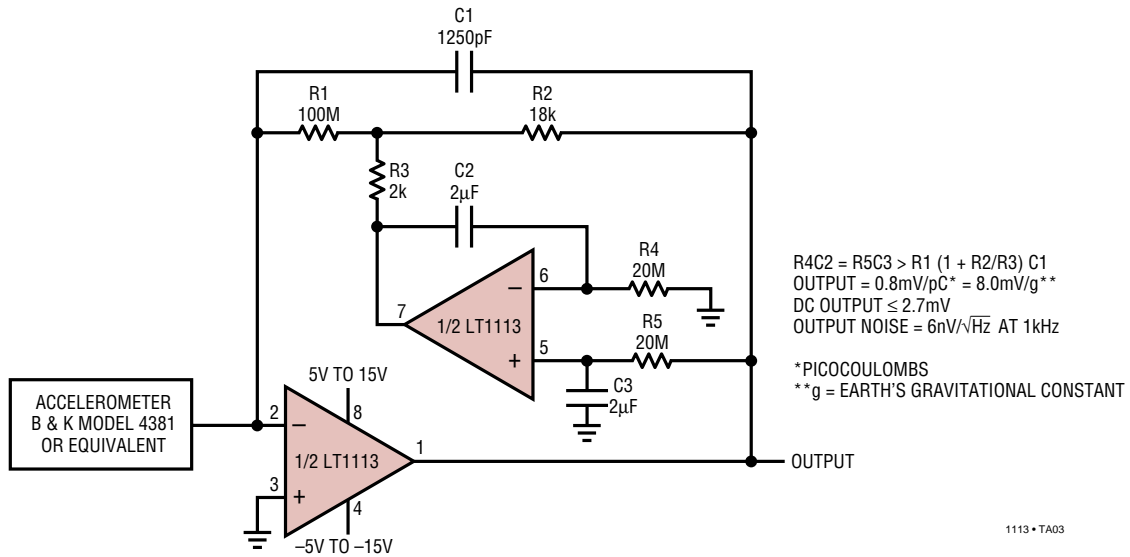 C1
1250pF
R1
100M
R2
18k
R3
2k
C2
2µF
R4
20M
6
−
7
1/2 LT1113
R5
20M
5
+
C3
2µF
R4C2 = R5C3 > R1 (1 + R2/R3) C1
OUTPUT = 0.8mV/pC* = 8.0mV/g**
DC OUTPUT ≤ 2.7mV
OUTPUT NOISE = 6nV/√Hz AT 1kHz
*PICOCOULOMBS
**g = EARTH'S GRAVITATIONAL CONSTANT
ACCELEROMETER
B & K MODEL 4381
OR EQUIVALENT
5V TO 15V
8
2
−
1/2 LT1113
1
OUTPUT
3
+
4
–5V TO –15V
1113 • TA03